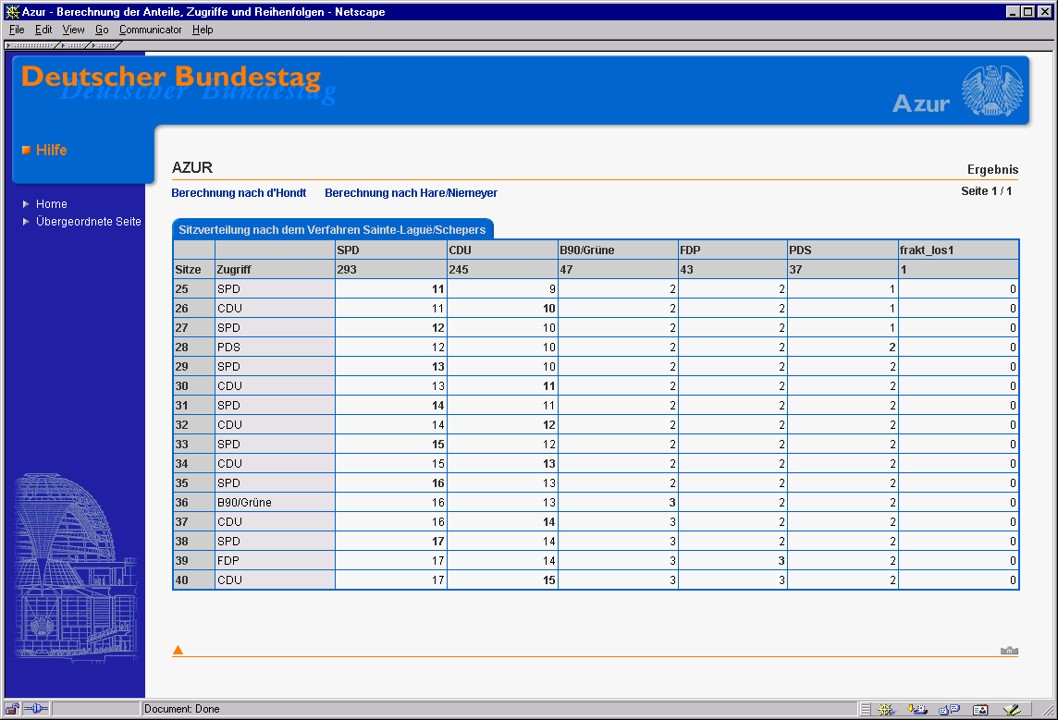 Azur - Berechnung der Anteile, Zugriffe und Reihenfolgen - Netscape
File Edit View Go Communicator Help
Deutscher Bundestag
Deutscher Bundestag
Azur
Hilfe
Home
Übergeordnete Seite
AZUR
Ergebnis
Berechnung nach d'Hondt Berechnung nach Hare/Niemeyer Seite 1 / 1
Sitzverteilung nach dem Verfahren Sainte-Laguë/Schepers
SPD CDU B90/Grüne FDP PDS frakt_los1
Sitze Zugriff 293 245 47 43 37 1
25 SPD 11 9 2 2 1 0
26 CDU 11 10 2 2 1 0
27 SPD 12 10 2 2 1 0
28 PDS 12 10 2 2 2 0
29 SPD 13 10 2 2 2 0
30 CDU 13 11 2 2 2 0
31 SPD 14 11 2 2 2 0
32 CDU 14 12 2 2 2 0
33 SPD 15 12 2 2 2 0
34 CDU 15 13 2 2 2 0
35 SPD 16 13 2 2 2 0
36 B90/Grüne 16 13 3 2 2 0
37 CDU 16 14 3 2 2 0
38 SPD 17 14 3 2 2 0
39 FDP 17 14 3 3 2 0
40 CDU 17 15 3 3 2 0
Document: Done